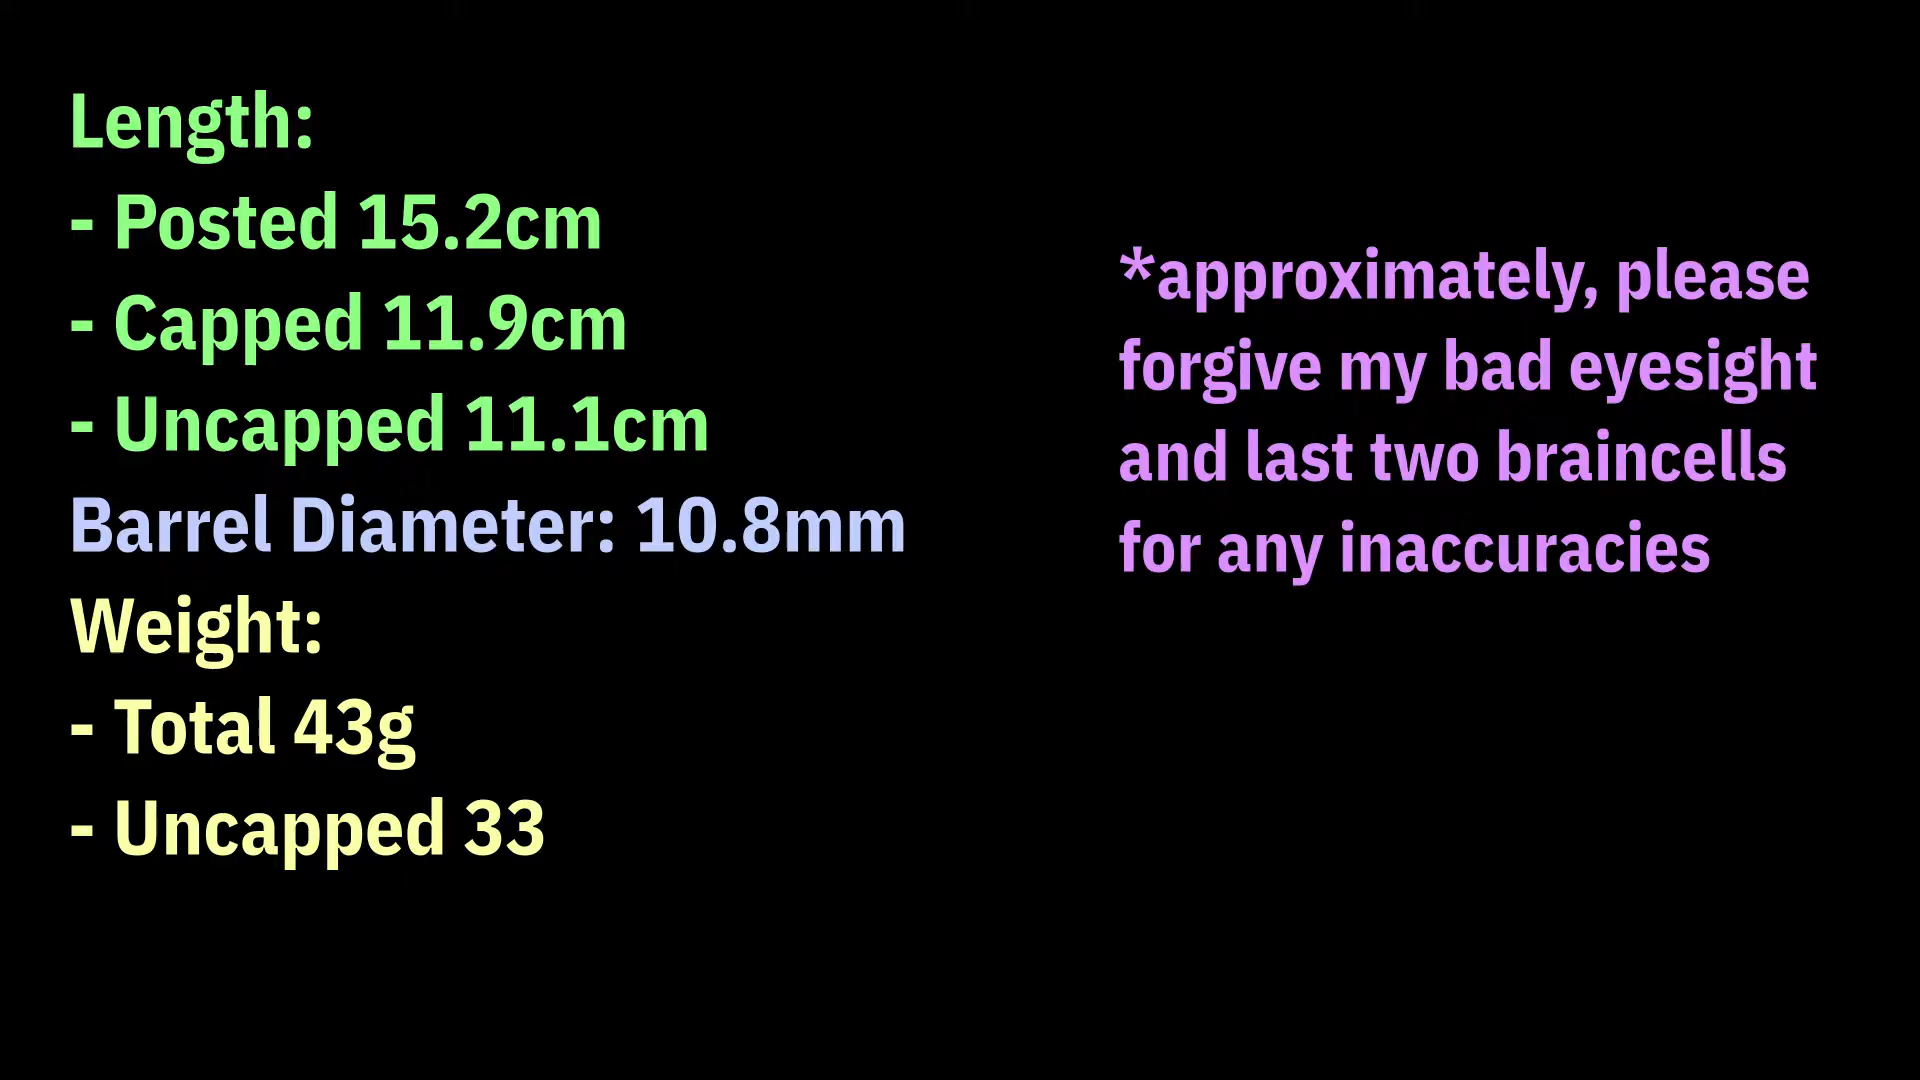 Length:
- Posted 15.2cm
- Capped 11.9cm
- Uncapped 11.1cm
Barrel Diameter: 10.8mm
Weight:
- Total 43g
- Uncapped 33
*approximately, please
forgive my bad eyesight
and last two braincells
for any inaccuracies